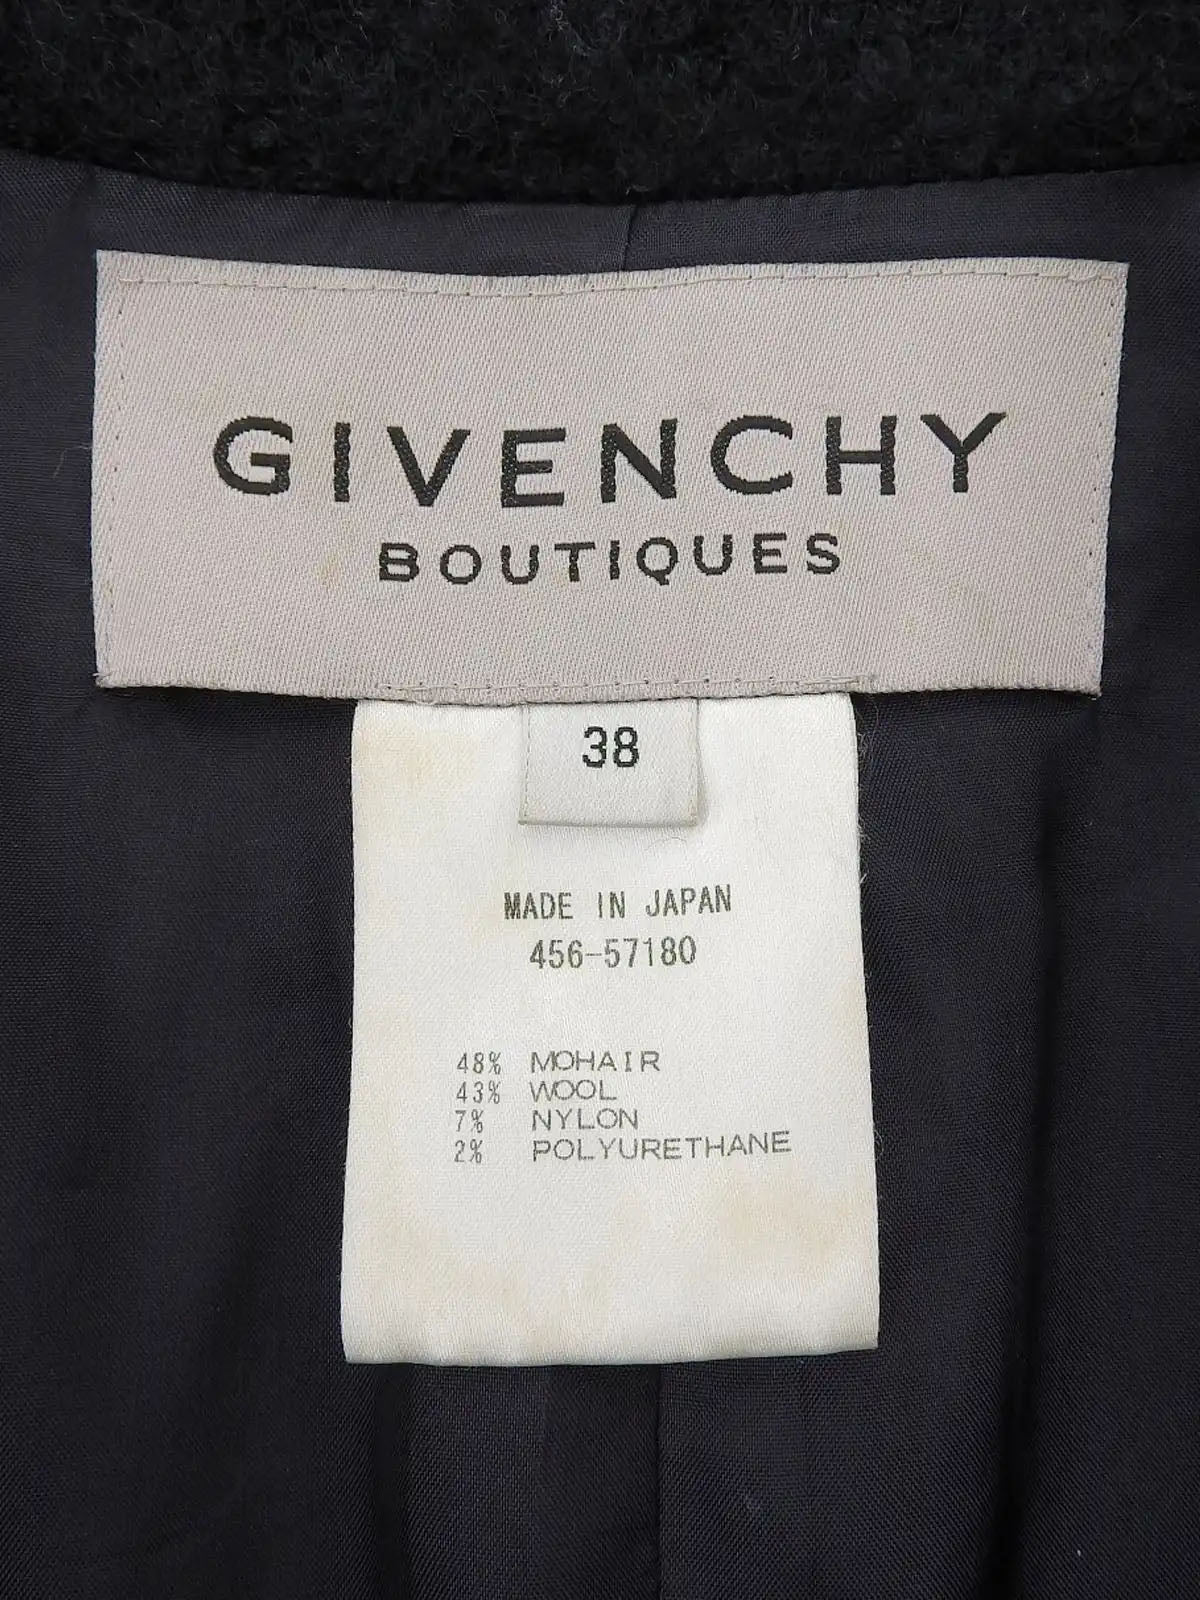 GIVENCHY
BOUTIQUES
38
MADE IN JAPAN
456-57180
48% MOHAIR
43% WOOL
7% NYLON
2% POLYURETHANE